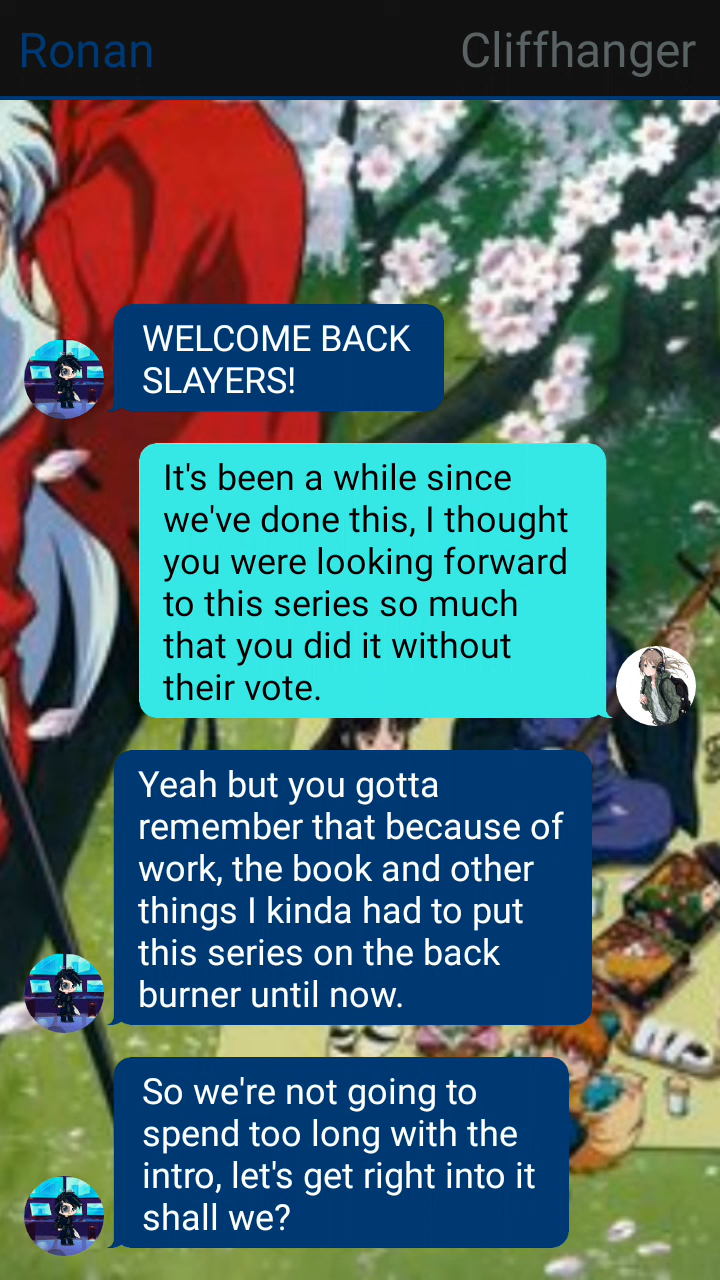 Ronan
Cliffhanger
WELCOME BACK
SLAYERS!
It's been a while since
we've done this, I thought
you were looking forward
to this series so much
that you did it without
their vote.
Yeah but you gotta
remember that because of
work, the book and other
things I kinda had to put
this series on the back
burner until now.
So we're not going to
spend too long with the
intro, let's get right into it
shall we?